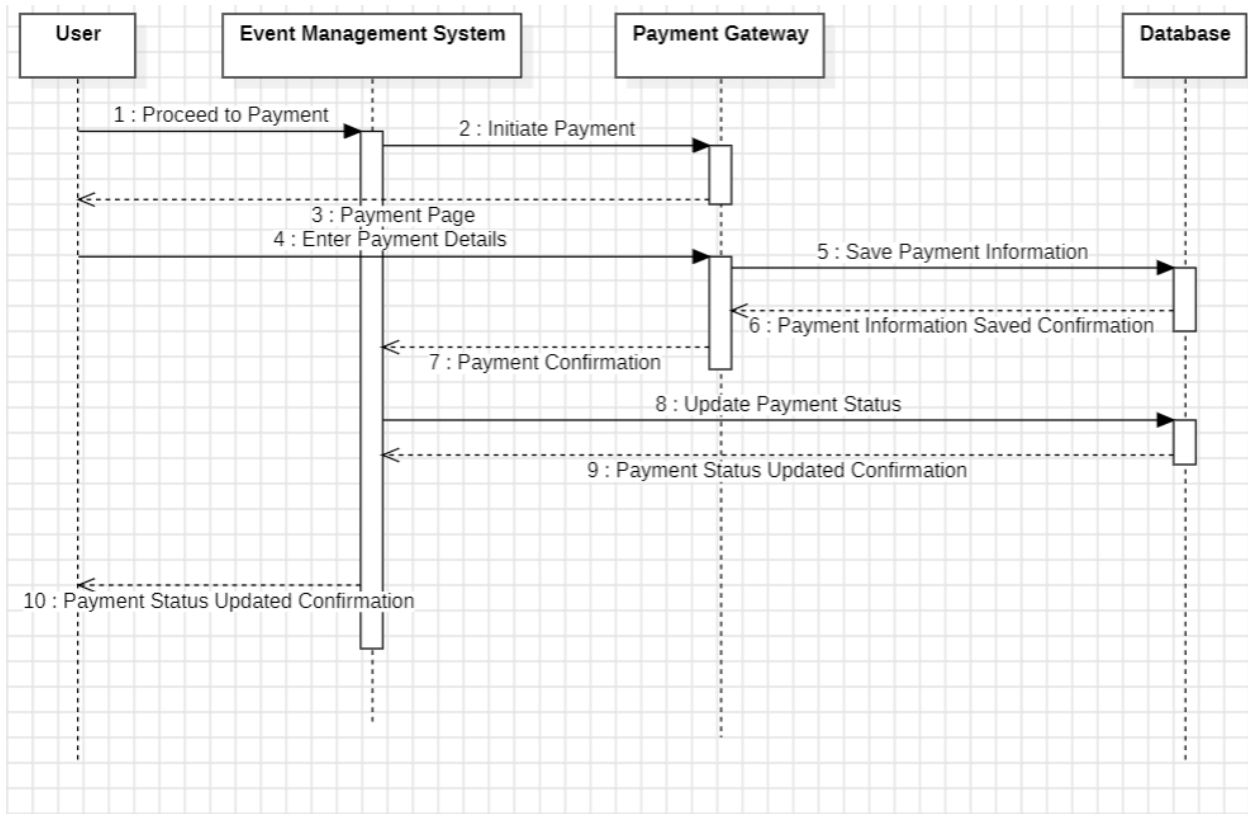 User
Event Management System
Payment Gateway
Database
1 : Proceed to Payment
2 : Initiate Payment
3 : Payment Page
4 : Enter Payment Details
5 : Save Payment Information
6 : Payment Information Saved Confirmation
7 : Payment Confirmation
8 : Update Payment Status
9 : Payment Status Updated Confirmation
10 : Payment Status Updated Confirmation